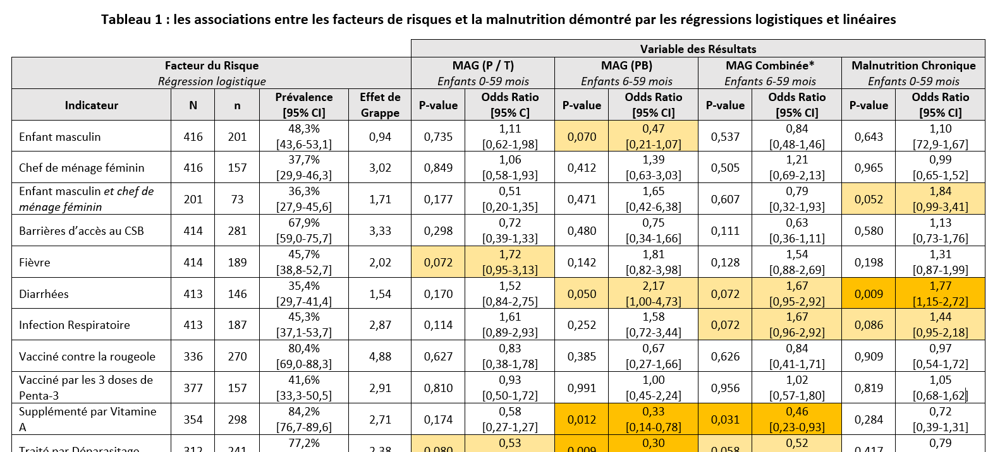 Tableau 1 : les associations entre les facteurs de risques et la malnutrition démontré par les régressions logistiques et linéaires
Variable des Résultats
Facteur du Risque MAG (P / T) MAG (PB) MAG Combinée* Malnutrition Chronique
Régression logistique Enfants 0-59 mois Enfants 6-59 mois Enfants 6-59 mois Enfants 0-59 mois
Indicateur N n Prévalence [95% CI] Effet de Grappe P-value Odds Ratio [95% C] P-value Odds Ratio [95% CI] P-value Odds Ratio [95% CI] P-value Odds Ratio [95% CI]
Enfant masculin 416 201 48,3% [43,6-53,1] 0,94 0,735 1,11 [0,62-1,98] 0,070 0,47 [0,21-1,07] 0,537 0,84 [0,48-1,46] 0,643 1,10 [72,9-1,67]
Chef de ménage féminin 416 157 37,7% [29,9-46,3] 3,02 0,849 1,06 [0,58-1,93] 0,412 1,39 [0,63-3,03] 0,505 1,21 [0,69-2,13] 0,965 0,99 [0,65-1,52]
Enfant masculin et chef de ménage féminin 201 73 36,3% [27,9-45,6] 1,71 0,177 0,51 [0,20-1,35] 0,471 1,65 [0,42-6,38] 0,607 0,79 [0,32-1,93] 0,052 1,84 [0,99-3,41]
Barrières d’accès au CSB 414 281 67,9% [59,0-75,7] 3,33 0,298 0,72 [0,39-1,33] 0,480 0,75 [0,34-1,66] 0,111 0,63 [0,36-1,11] 0,580 1,13 [0,73-1,76]
Fièvre 414 189 45,7% [38,8-52,7] 2,02 0,072 1,72 [0,95-3,13] 0,142 1,81 [0,82-3,98] 0,128 1,54 [0,88-2,69] 0,198 1,31 [0,87-1,99]
Diarrhées 413 146 35,4% [29,7-41,4] 1,54 0,170 1,52 [0,84-2,75] 0,050 2,17 [1,00-4,73] 0,072 1,67 [0,95-2,92] 0,009 1,77 [1,15-2,72]
Infection Respiratoire 413 187 45,3% [37,1-53,7] 2,87 0,114 1,61 [0,89-2,93] 0,252 1,58 [0,72-3,44] 0,072 1,67 [0,96-2,92] 0,086 1,44 [0,95-2,18]
Vacciné contre la rougeole 336 270 80,4% [69,0-88,3] 4,88 0,627 0,83 [0,38-1,78] 0,385 0,67 [0,27-1,66] 0,626 0,84 [0,41-1,71] 0,909 0,97 [0,54-1,72]
Vacciné par les 3 doses de Penta-3 377 157 41,6% [33,3-50,5] 2,91 0,810 0,93 [0,50-1,72] 0,991 1,00 [0,45-2,24] 0,956 1,02 [0,57-1,80] 0,819 1,05 [0,68-1,62]
Supplémenté par Vitamine A 354 298 84,2% [76,7-89,6] 2,71 0,174 0,58 [0,27-1,27] 0,012 0,33 [0,14-0,78] 0,031 0,46 [0,23-0,93] 0,284 0,72 [0,39-1,31]
Traité par Déparasitage 312 241 77,2% 2,38 0,080 0,53 0,009 0,30 0,058 0,52 0,417 0,79